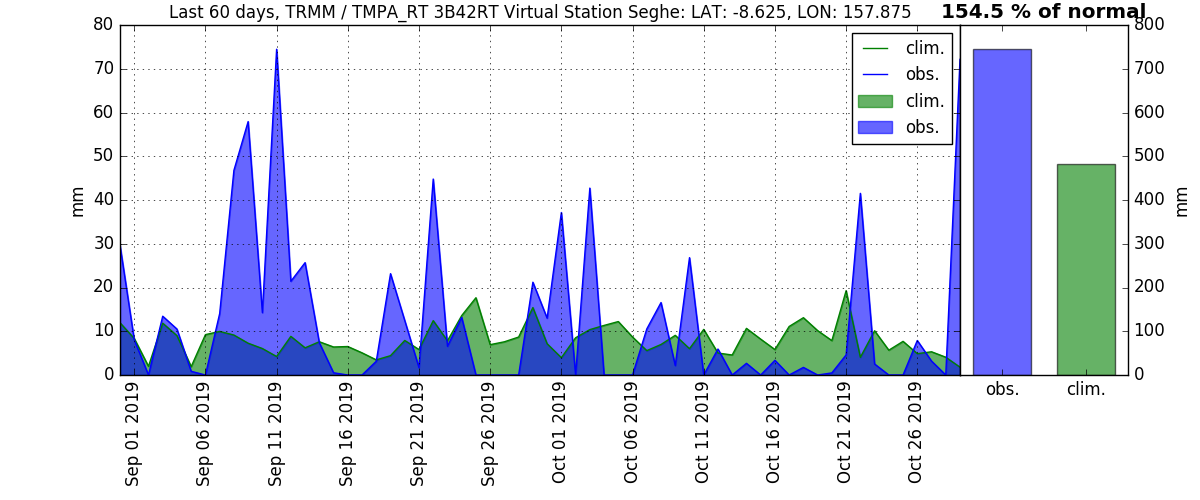 Last 60 days, TRMM / TMPA_RT 3B42RT Virtual Station Seghe: LAT: -8.625, LON: 157.875
154.5 % of normal
80
70
60
50
40
30
20
10
0
mm
clim.
obs.
clim.
obs.
Sep 01 2019
Sep 06 2019
Sep 11 2019
Sep 16 2019
Sep 21 2019
Sep 26 2019
Oct 01 2019
Oct 06 2019
Oct 11 2019
Oct 16 2019
Oct 21 2019
Oct 26 2019
800
700
600
500
400
300
200
100
0
mm
obs.
clim.